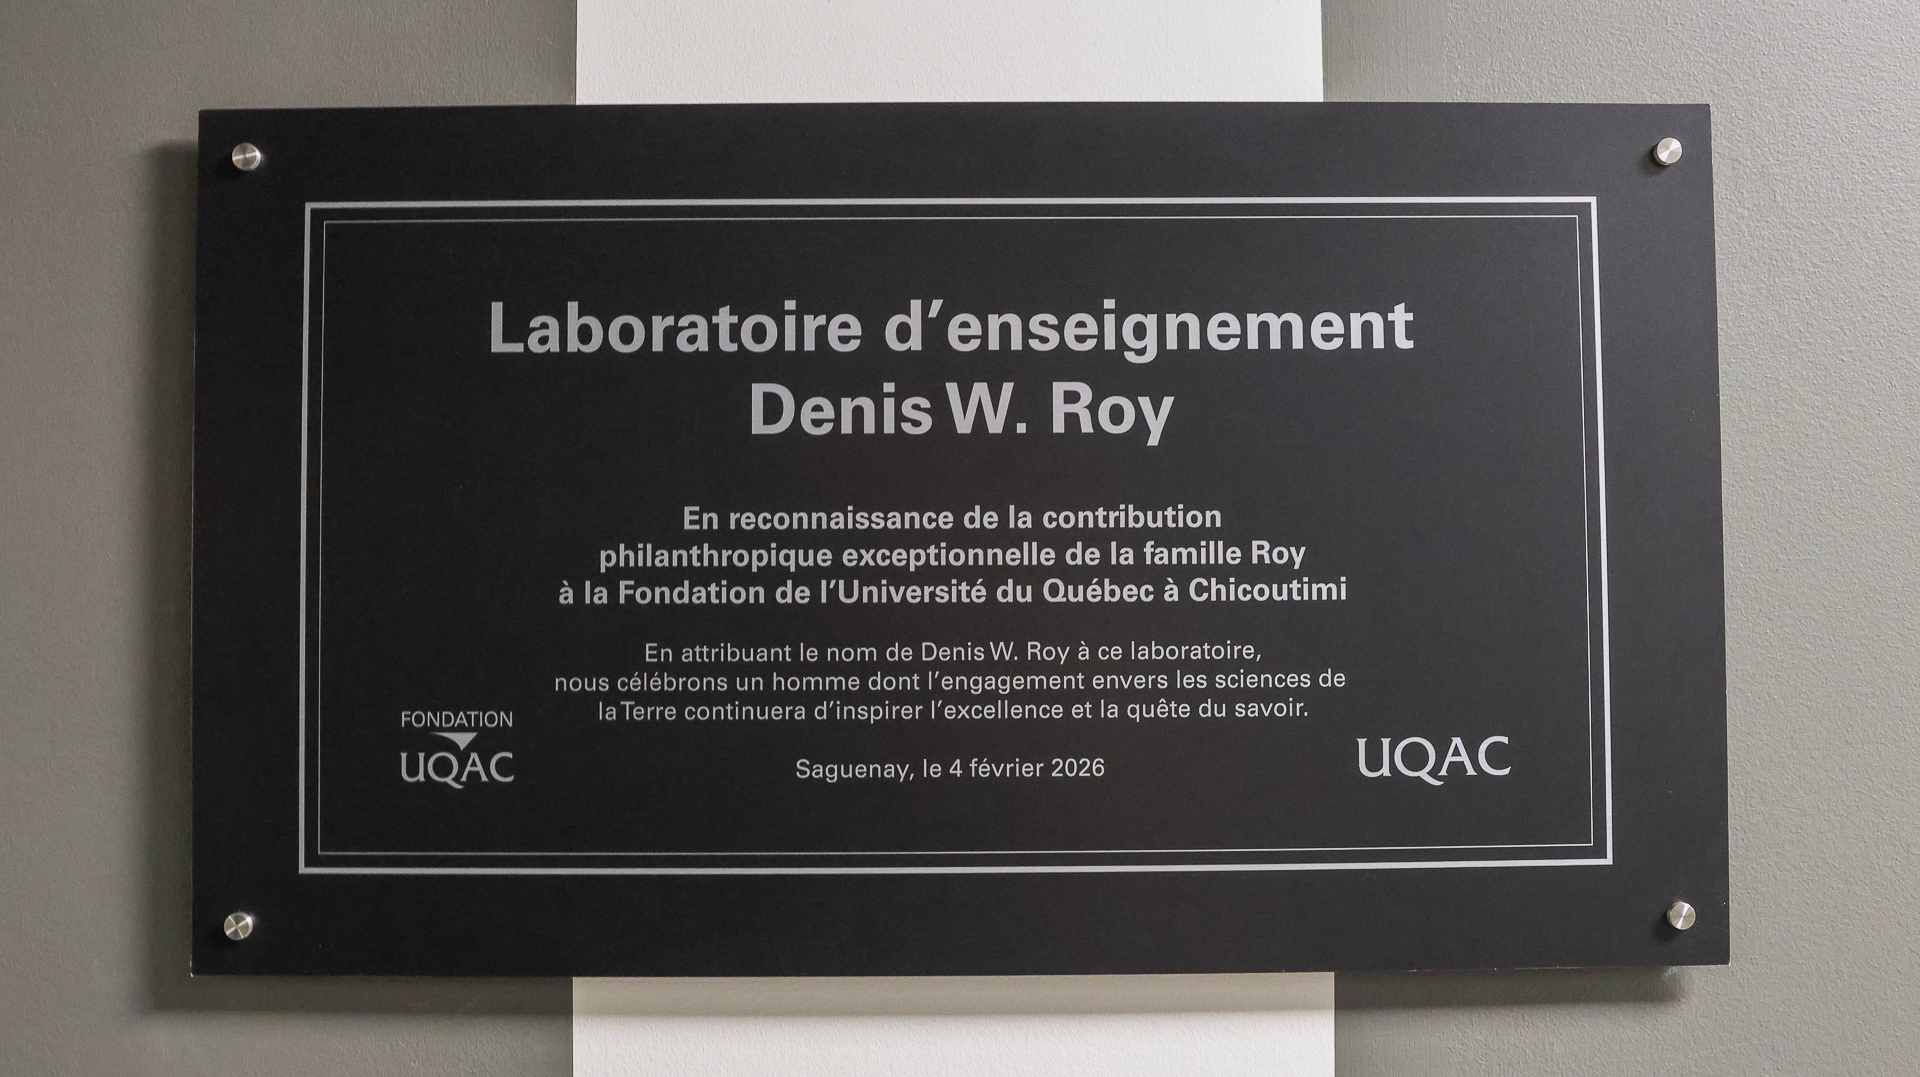 Laboratoire d’enseignement
Denis W. Roy
En reconnaissance de la contribution
philanthropique exceptionnelle de la famille Roy
à la Fondation de l’Université du Québec à Chicoutimi
En attribuant le nom de Denis W. Roy à ce laboratoire,
nous célébrons un homme dont l’engagement envers les sciences de
la Terre continuera d’inspirer l’excellence et la quête du savoir.
Saguenay, le 4 février 2026
FONDATION
UQAC
UQAC